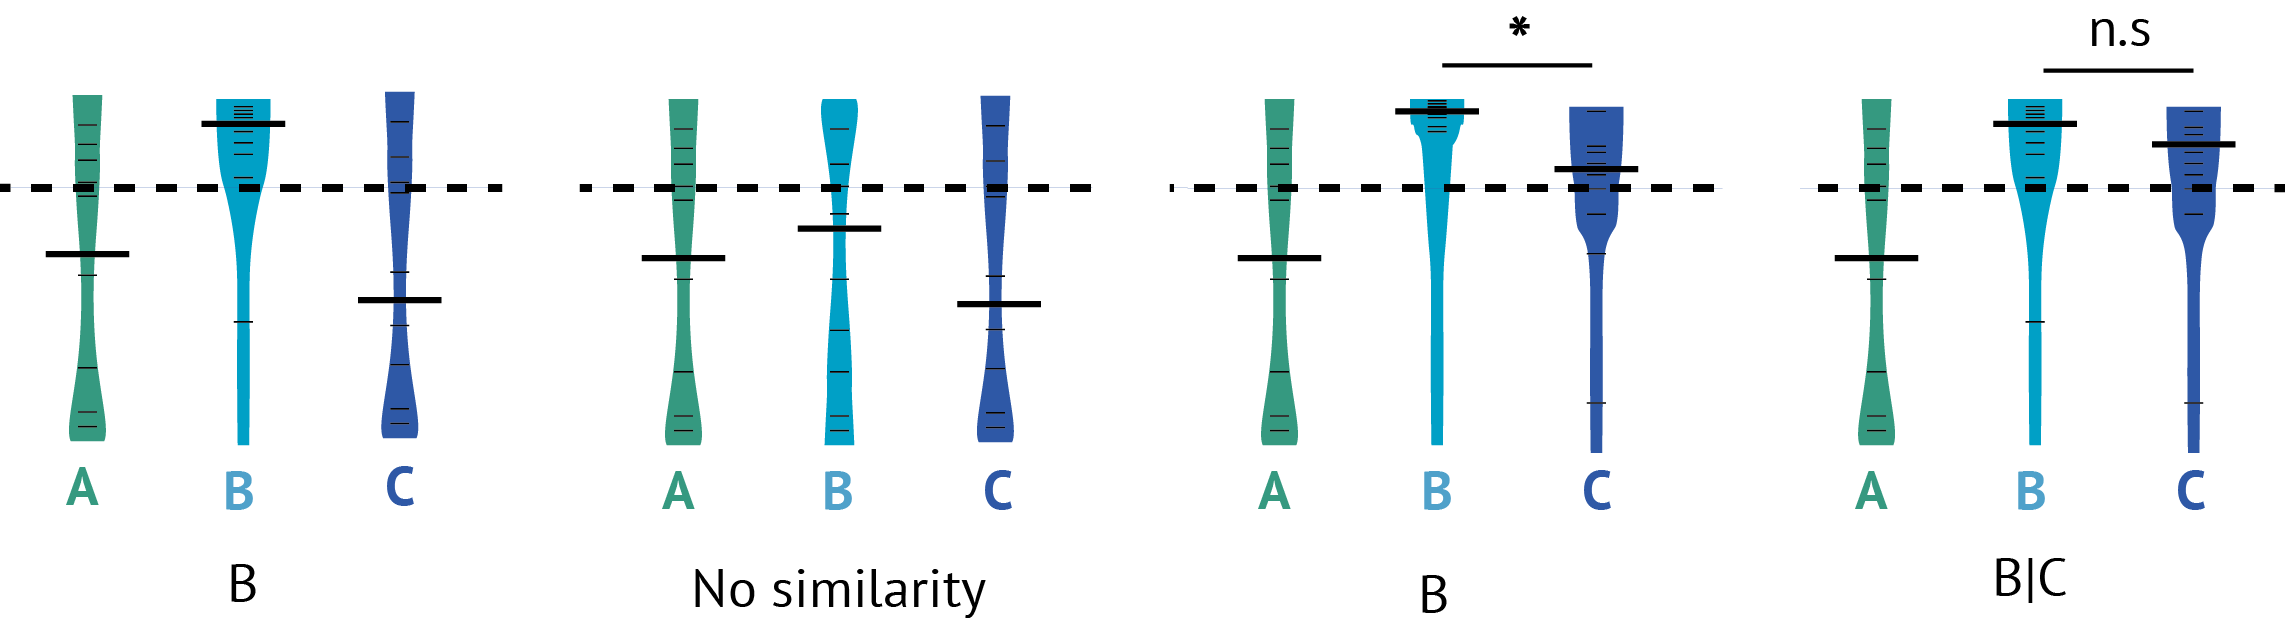 * n.s
A B C A B C A B C A B C
B No similarity B B|C